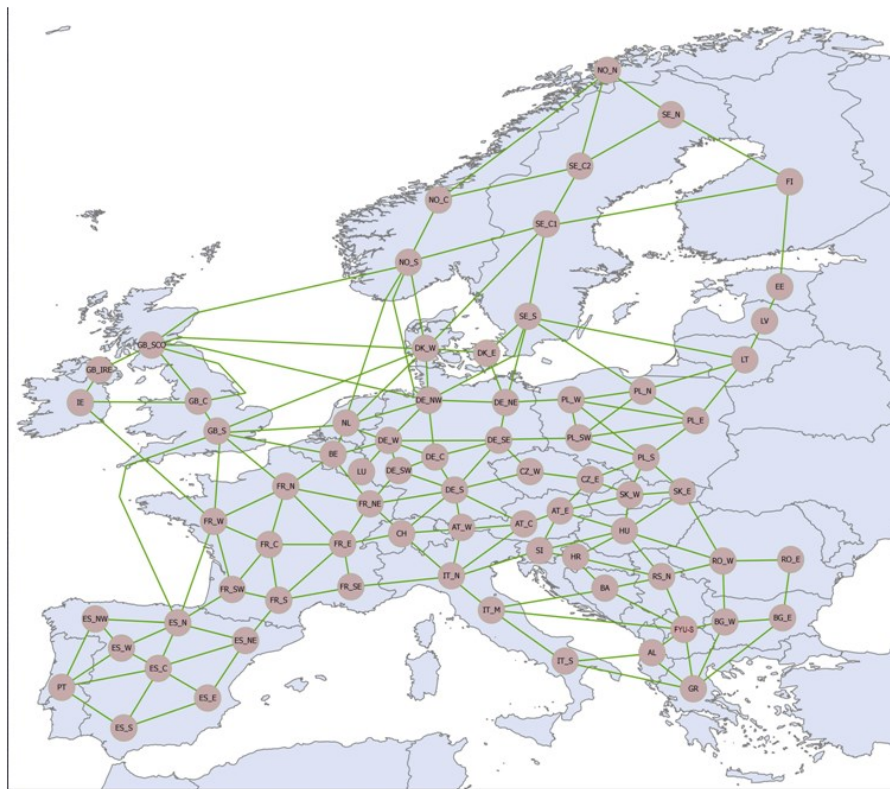 NO_N
SE_N
SE_C2
FI
NO_C
SE_C1
NO_S
EE
SE_S
LV
GB_SCO
DK_W
DK_E
LT
GB_IRE
IE
GB_C
DE_NW
DE_NE
PL_W
PL_N
NL
PL_E
GB_S
DE_W
DE_SE
PL_SW
BE
DE_C
PL_S
LU
DE_SW
CZ_W
CZ_E
FR_N
DE_S
SK_W
SK_E
FR_NE
FR_W
AT_W
AT_C
AT_E
CH
HU
FR_C
FR_E
SI
HR
RO_W
RO_E
IT_N
RS_N
FR_SW
FR_S
FR_SE
BA
ES_NW
ES_N
IT_M
FYU-S
BG_W
BG_E
ES_W
ES_NE
AL
IT_S
ES_C
PT
ES_E
GR
ES_S